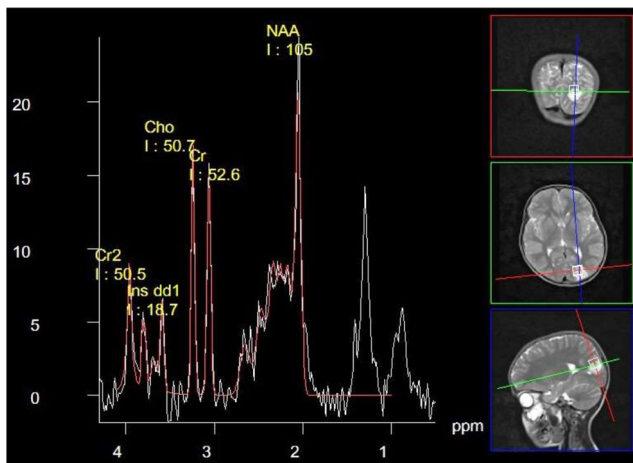 NAA
I : 105
20
Cho
I : 50.7
Cr
I : 52.6
15
10
Cr2
I : 50.5
Ins dd1
I : 18.7
5
0
ppm
4 3 2 1